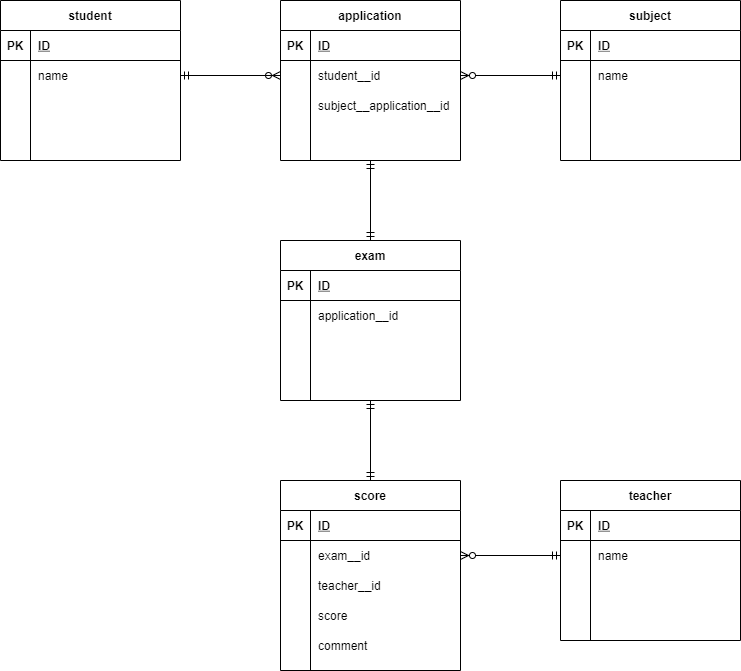 student
PK ID
name
application
PK ID
student__id
subject__application__id
subject
PK ID
name
exam
PK ID
application__id
score
PK ID
exam__id
teacher__id
score
comment
teacher
PK ID
name